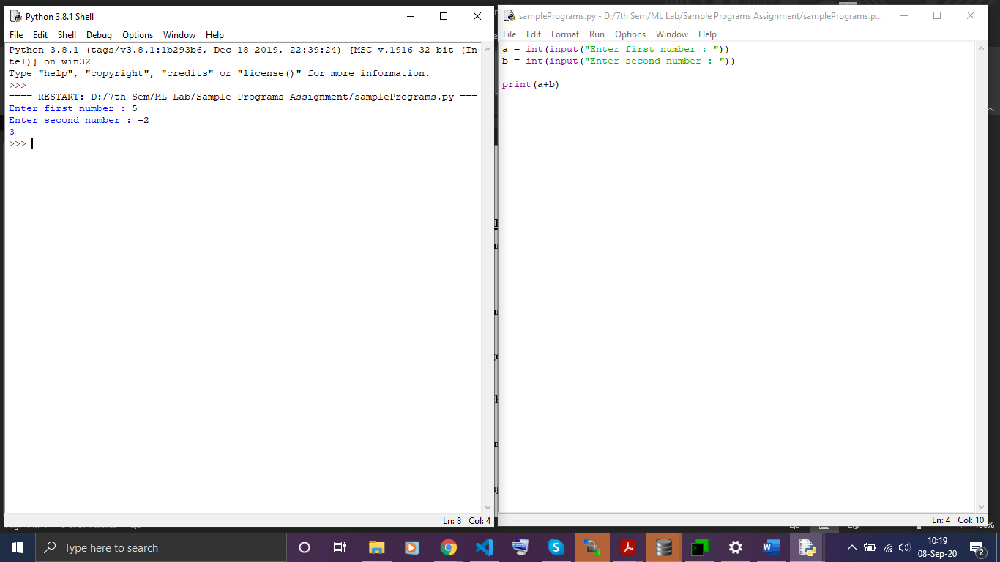 Python 3.8.1 Shell
File Edit Shell Debug Options Window Help
Python 3.8.1 (tags/v3.8.1:1b293b6, Dec 18 2019, 22:39:24) [MSC v.1916 32 bit (In
tel)] on win32
Type "help", "copyright", "credits" or "license()" for more information.
>>>
==== RESTART: D:/7th Sem/ML Lab/Sample Programs Assignment/samplePrograms.py ===
Enter first number : 5
Enter second number : -2
3
>>>
Ln: 8 Col: 4
samplePrograms.py - D:/7th Sem/ML Lab/Sample Programs Assignment/samplePrograms.p...
File Edit Format Run Options Window Help
a = int(input("Enter first number : "))
b = int(input("Enter second number : "))
print(a+b)
Ln: 4 Col: 10
Type here to search
10:19
08-Sep-20
2